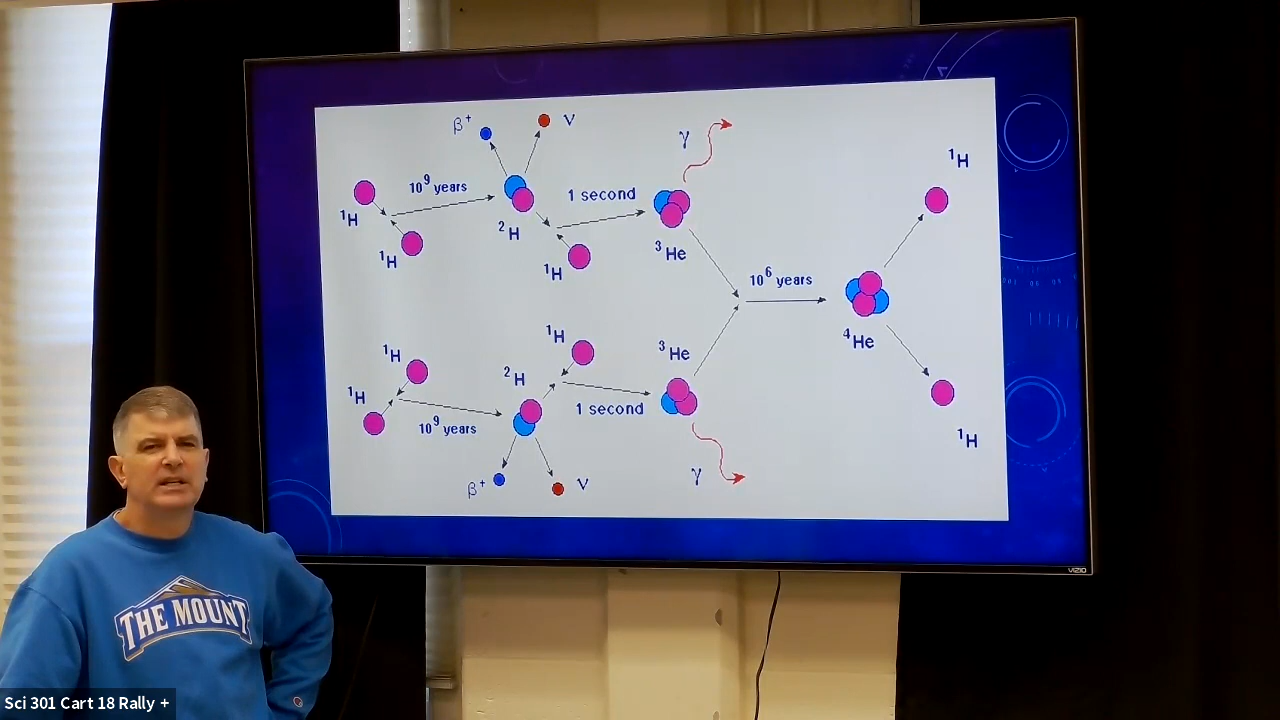 β⁺
ν
γ
¹H
10⁹ years
1 second
¹H
²H
³He
¹H
¹H
10⁶ years
¹H
³He
⁴He
¹H
²H
¹H
1 second
10⁹ years
¹H
β⁺
ν
γ
VIZIO
THE MOUNT
Sci 301 Cart 18 Rally +